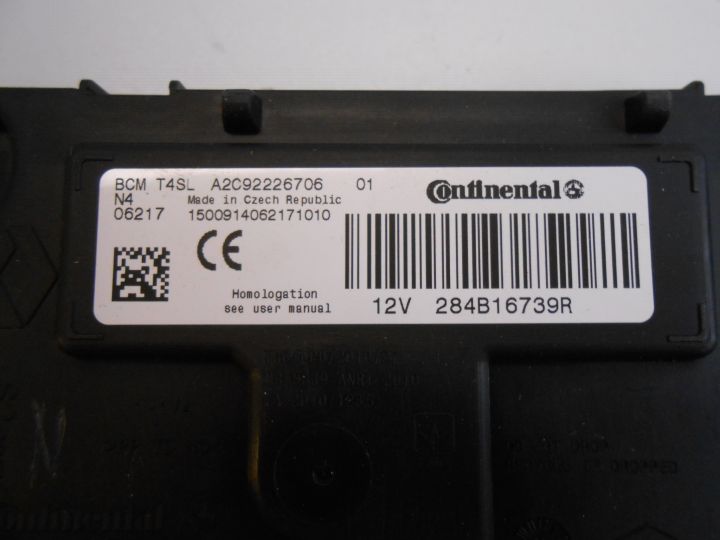 BCM T4SL A2C92226706 01
Continental
N4 Made in Czech Republic
06217 1500914062171010
CE
Homologation
see user manual
12V 284B16739R
N
Continental